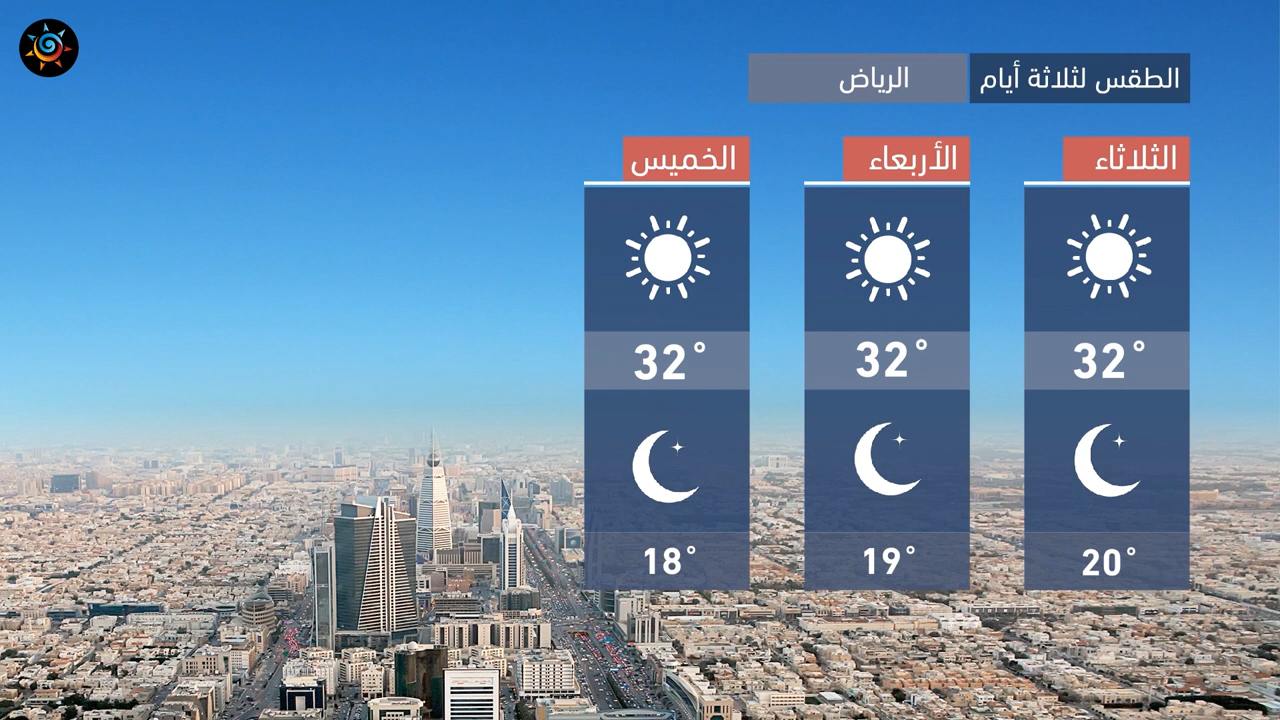 الطقس لثلاثة أيام
الرياض
الثلاثاء
الأربعاء
الخميس
32°
32°
32°
20°
19°
18°